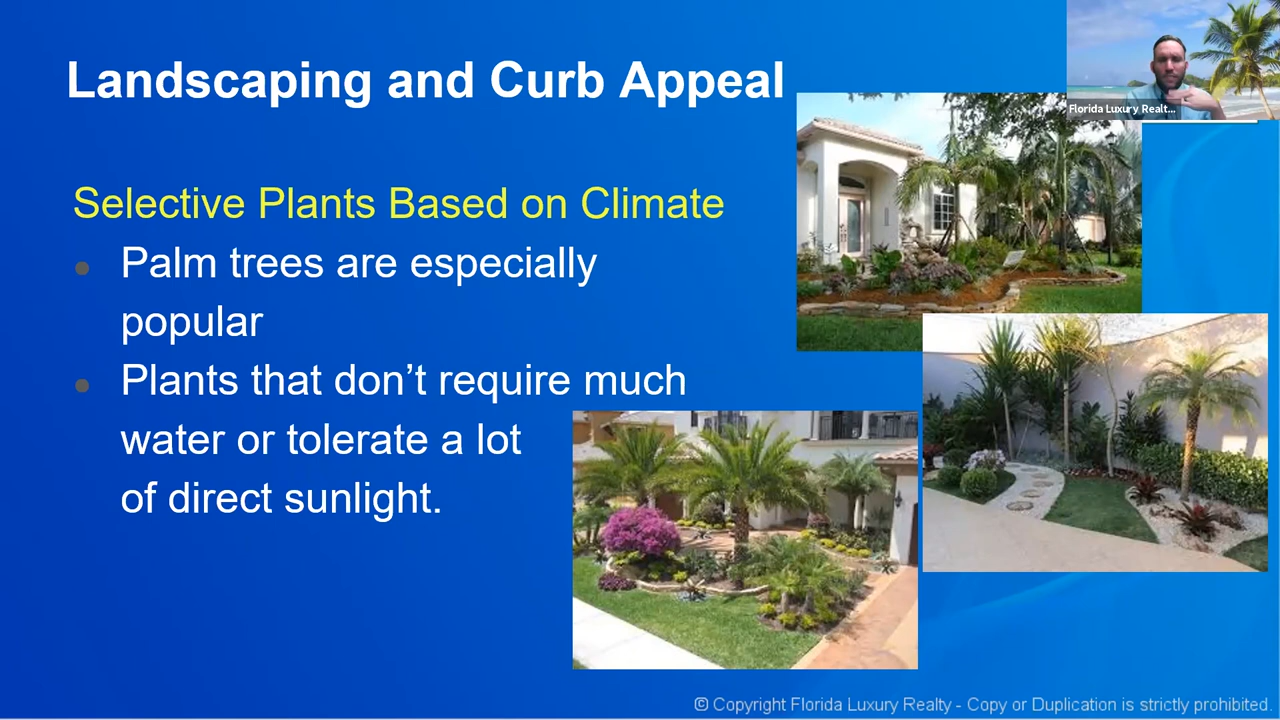 Landscaping and Curb Appeal
Florida Luxury Realt...
Selective Plants Based on Climate
Palm trees are especially
popular
Plants that don’t require much
water or tolerate a lot
of direct sunlight.
© Copyright Florida Luxury Realty - Copy or Duplication is strictly prohibited.